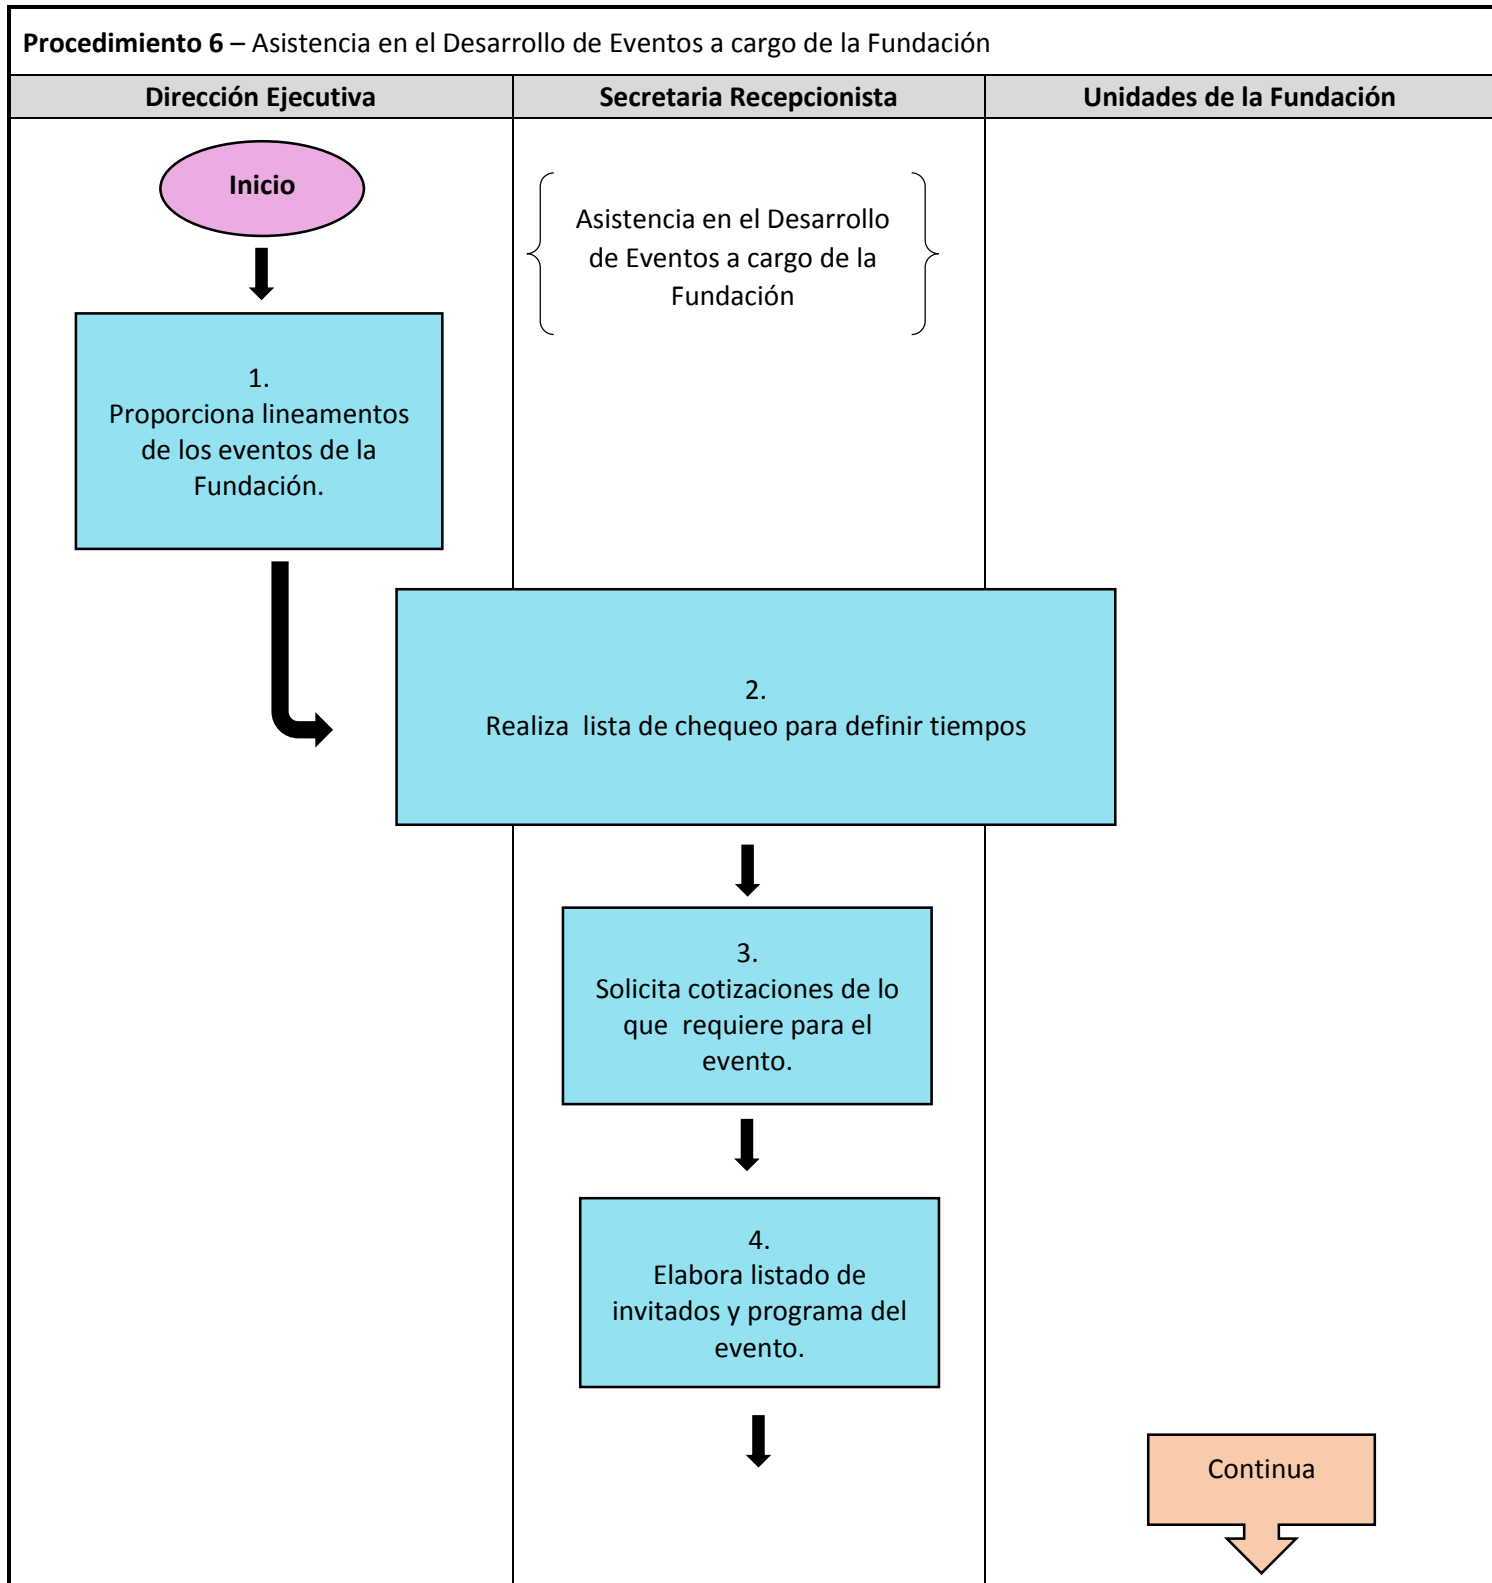 Procedimiento 6 – Asistencia en el Desarrollo de Eventos a cargo de la Fundación
Dirección Ejecutiva
Secretaria Recepcionista
Unidades de la Fundación
Inicio
Asistencia en el Desarrollo
de Eventos a cargo de la
Fundación
1.
Proporciona lineamentos
de los eventos de la
Fundación.
2.
Realiza lista de chequeo para definir tiempos
3.
Solicita cotizaciones de lo
que requiere para el
evento.
4.
Elabora listado de
invitados y programa del
evento.
Continua